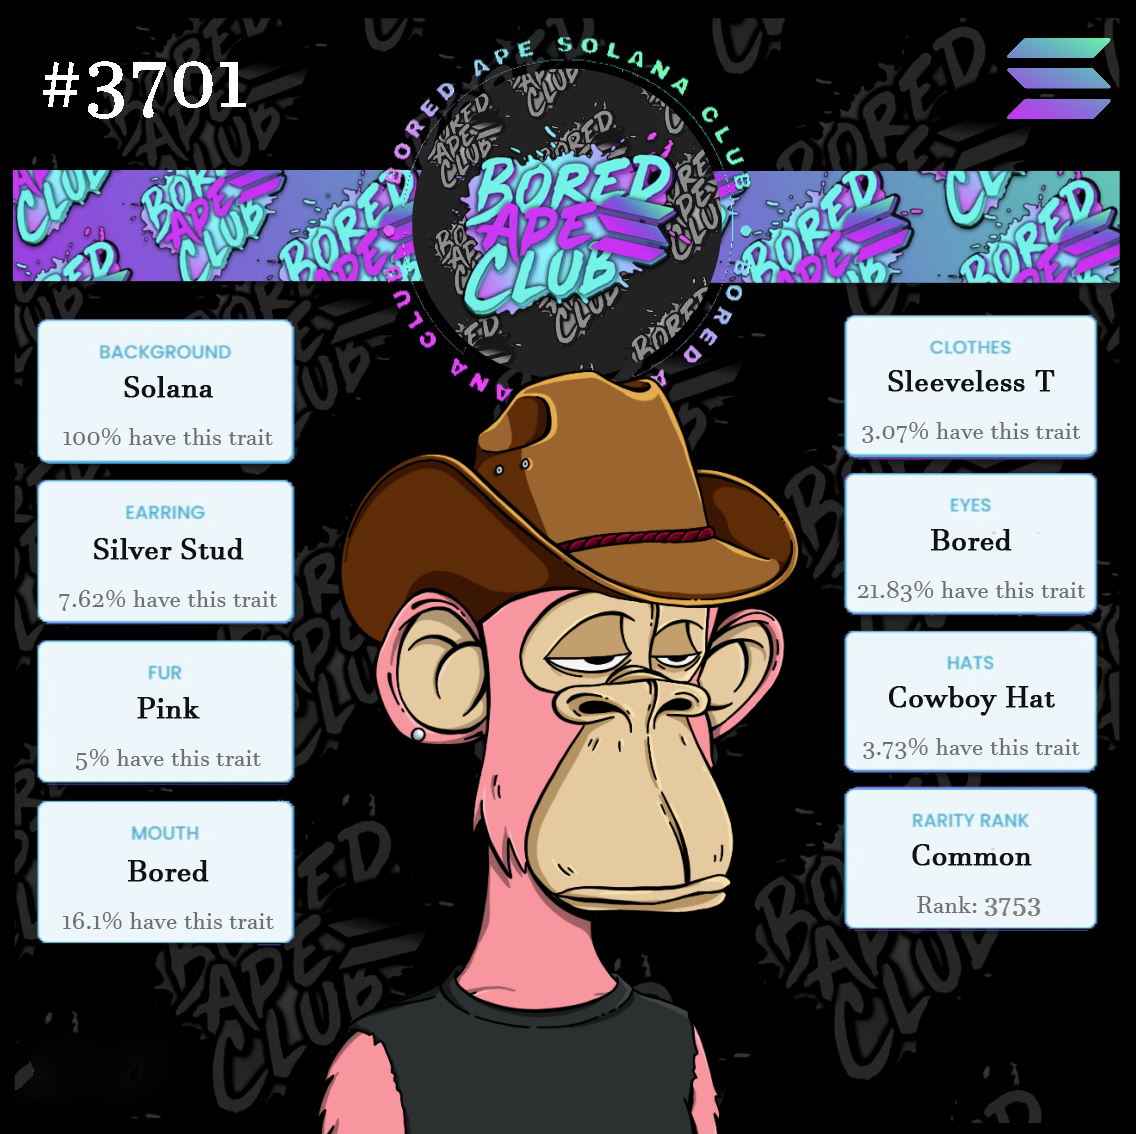 #3701
BORED APE SOLANA CLUB
BORED
APE
CLUB
BACKGROUND
Solana
100% have this trait
EARRING
Silver Stud
7.62% have this trait
FUR
Pink
5% have this trait
MOUTH
Bored
16.1% have this trait
CLOTHES
Sleeveless T
3.07% have this trait
EYES
Bored
21.83% have this trait
HATS
Cowboy Hat
3.73% have this trait
RARITY RANK
Common
Rank: 3753